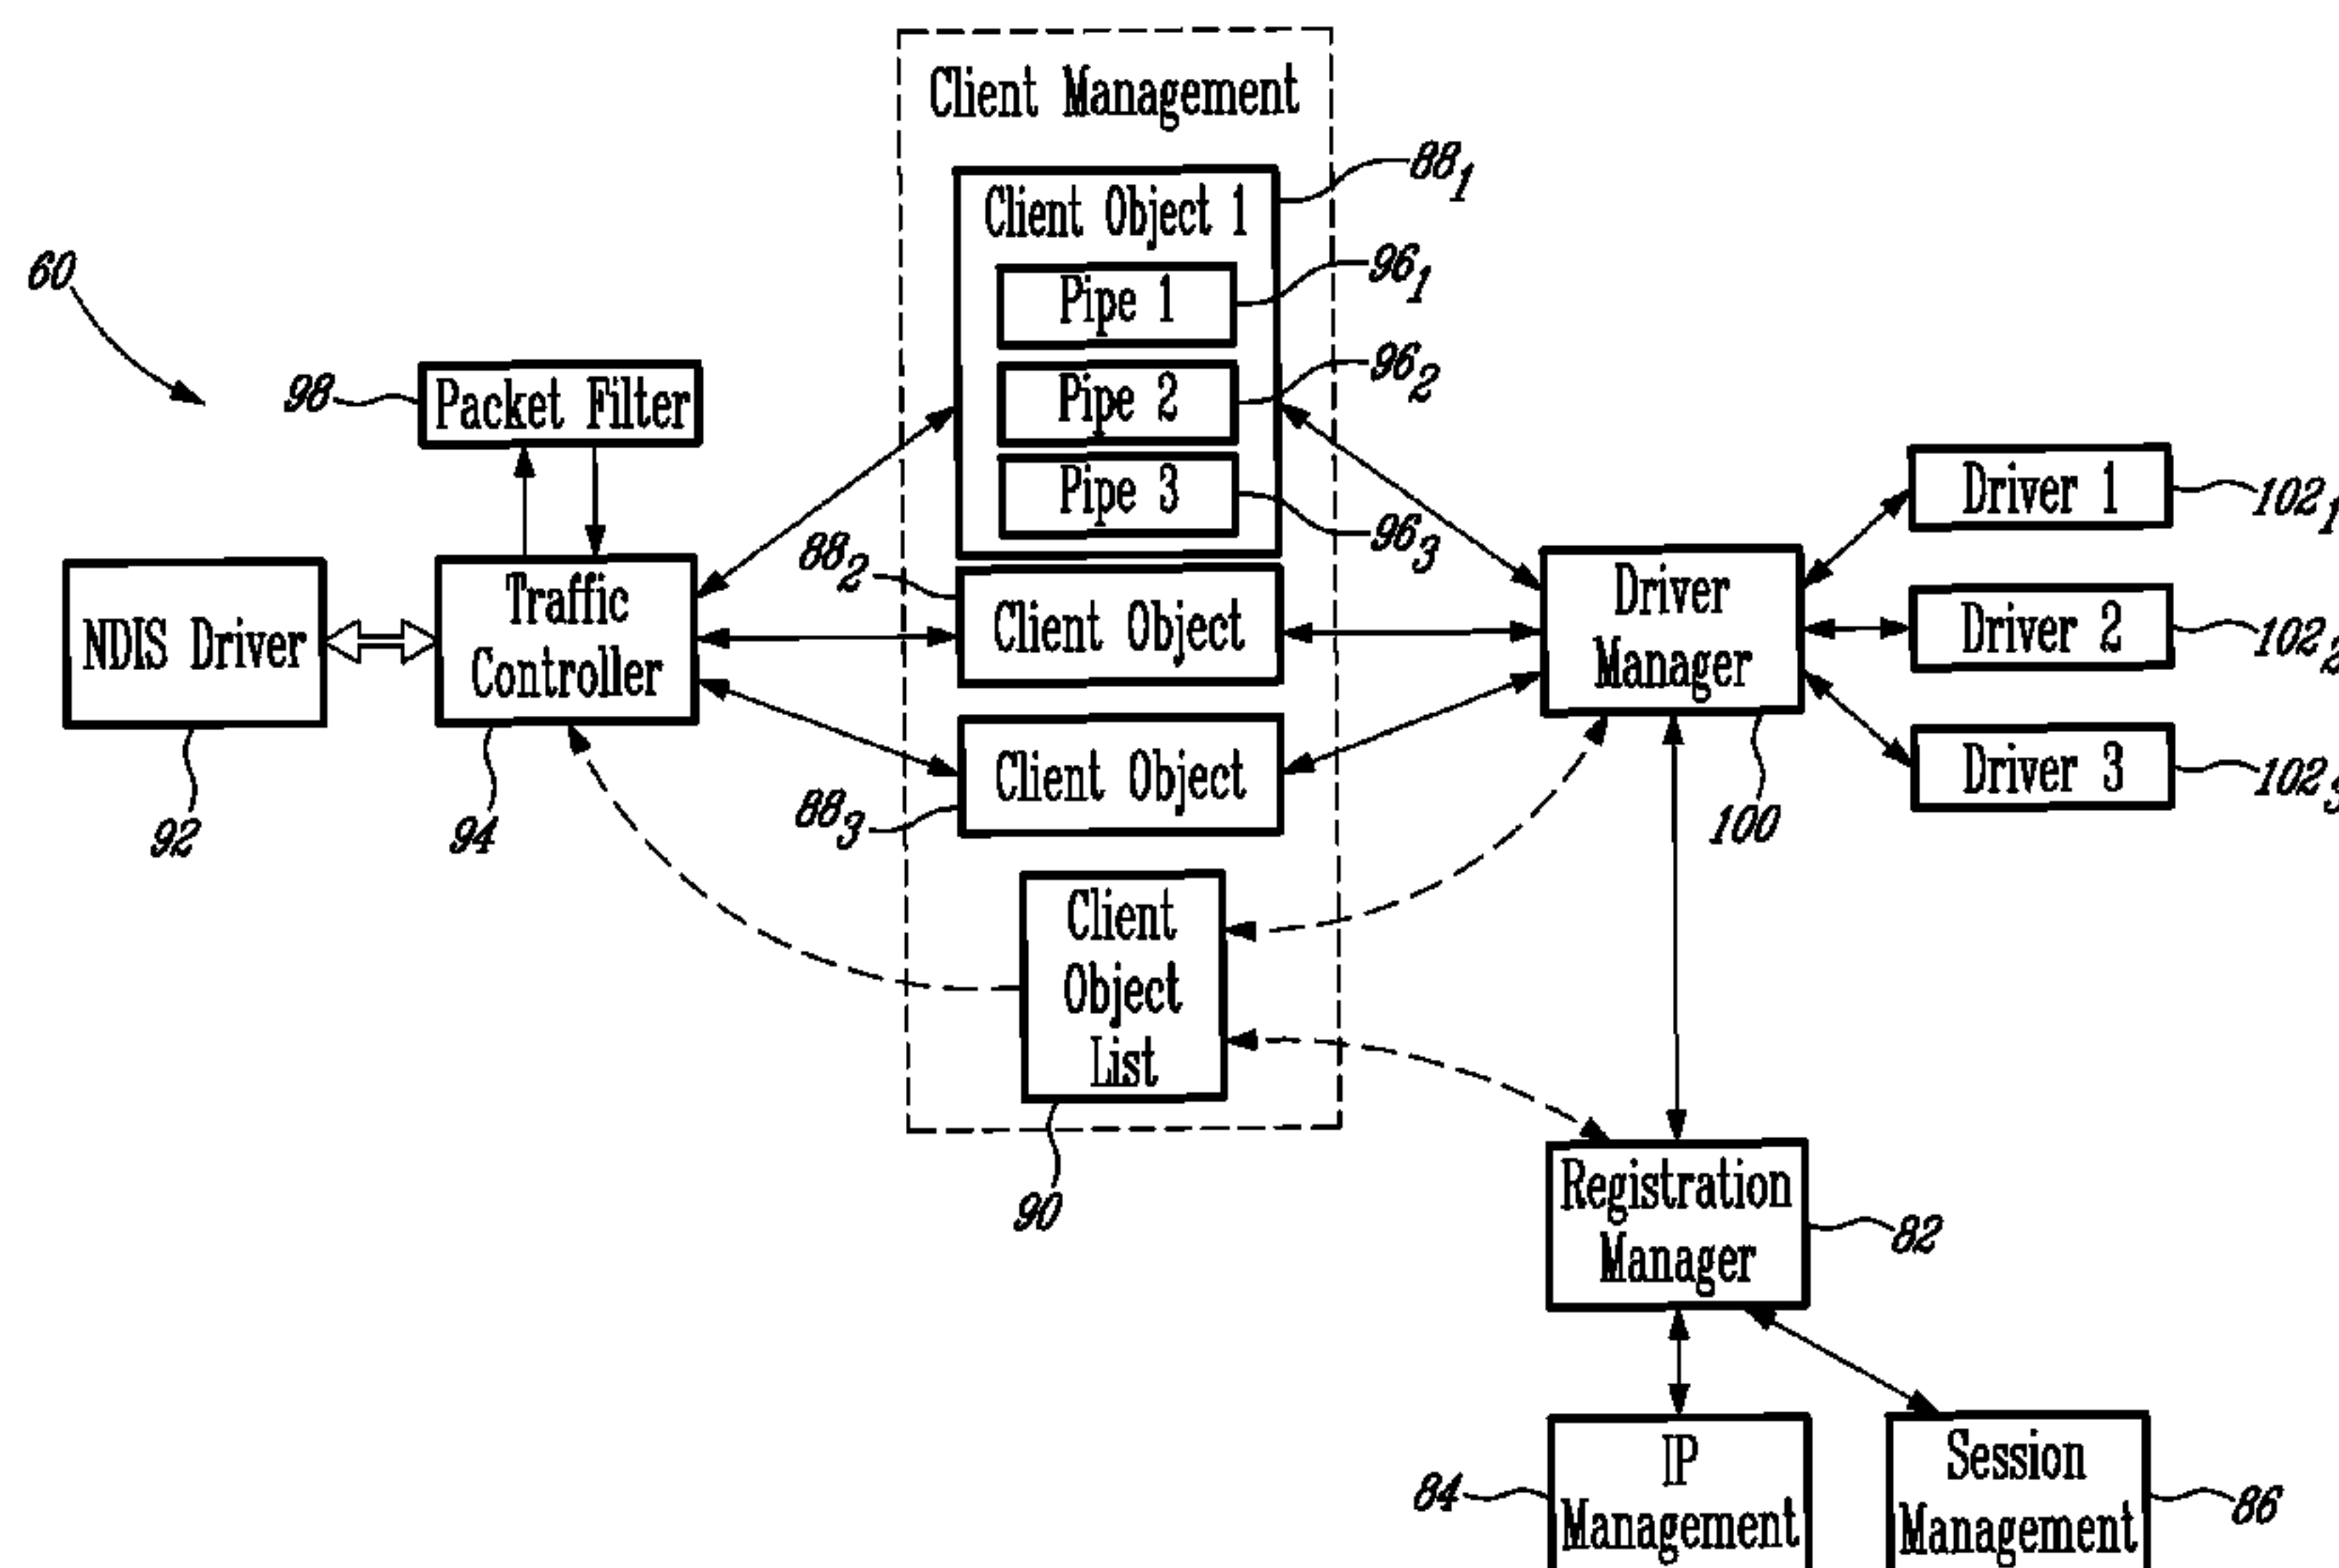 Client Management
88₁
Client Object 1
96₁
Pipe 1
60
96₂
Pipe 2
98
Packet Filter
Pipe 3
96₃
Driver 1
102₁
88₂
Traffic
Controller
NDIS Driver
Client Object
Driver
Manager
Driver 2
102₂
Client Object
88₃
Driver 3
102₃
92
94
100
Client
Object
List
90
Registration
Manager
82
IP
Management
84
Session
Management
86